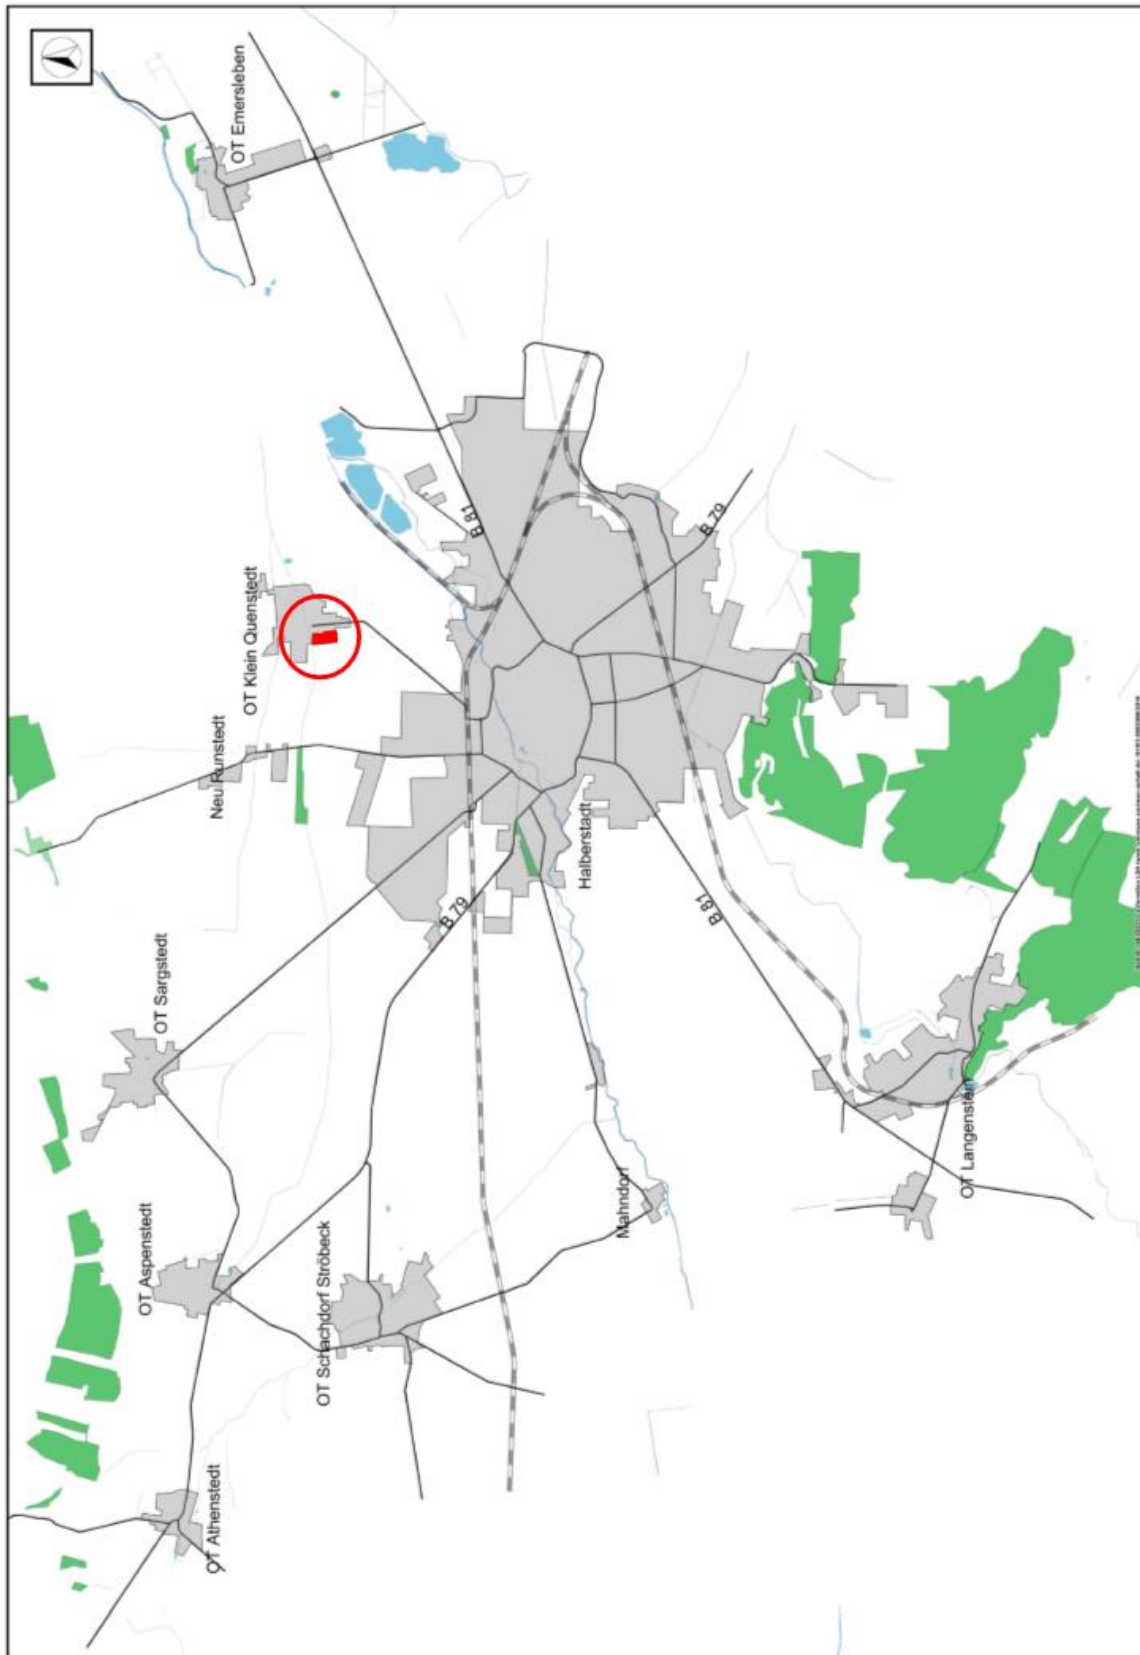 OT Emersleben
B 81
OT Klein Quenstedt
B 79
Neu Runstedt
Halberstadt
B 79
B 81
OT Sargstedt
OT Aspenstedt
OT Schachdorf Ströbeck
Mahndorf
OT Langenstein
OT Athenstedt